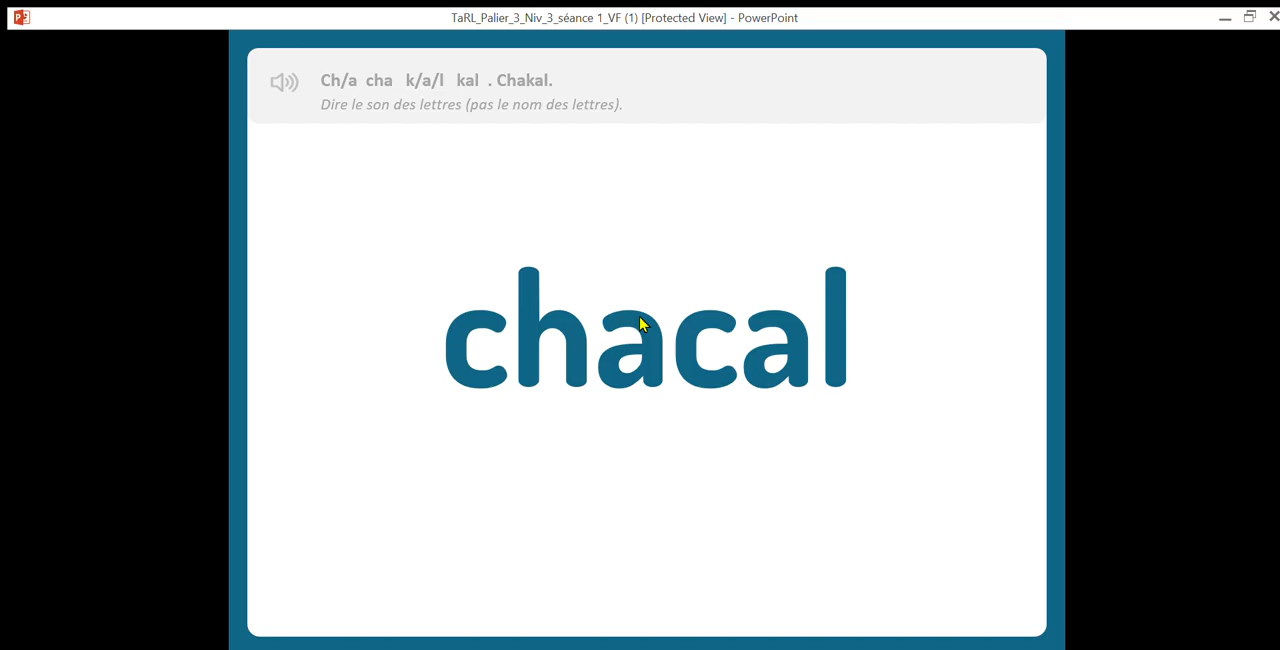 TaRL_Palier_3_Niv_3_séance 1_VF (1) [Protected View] - PowerPoint
Ch/a cha k/a/l kal . Chakal.
Dire le son des lettres (pas le nom des lettres).
chacal